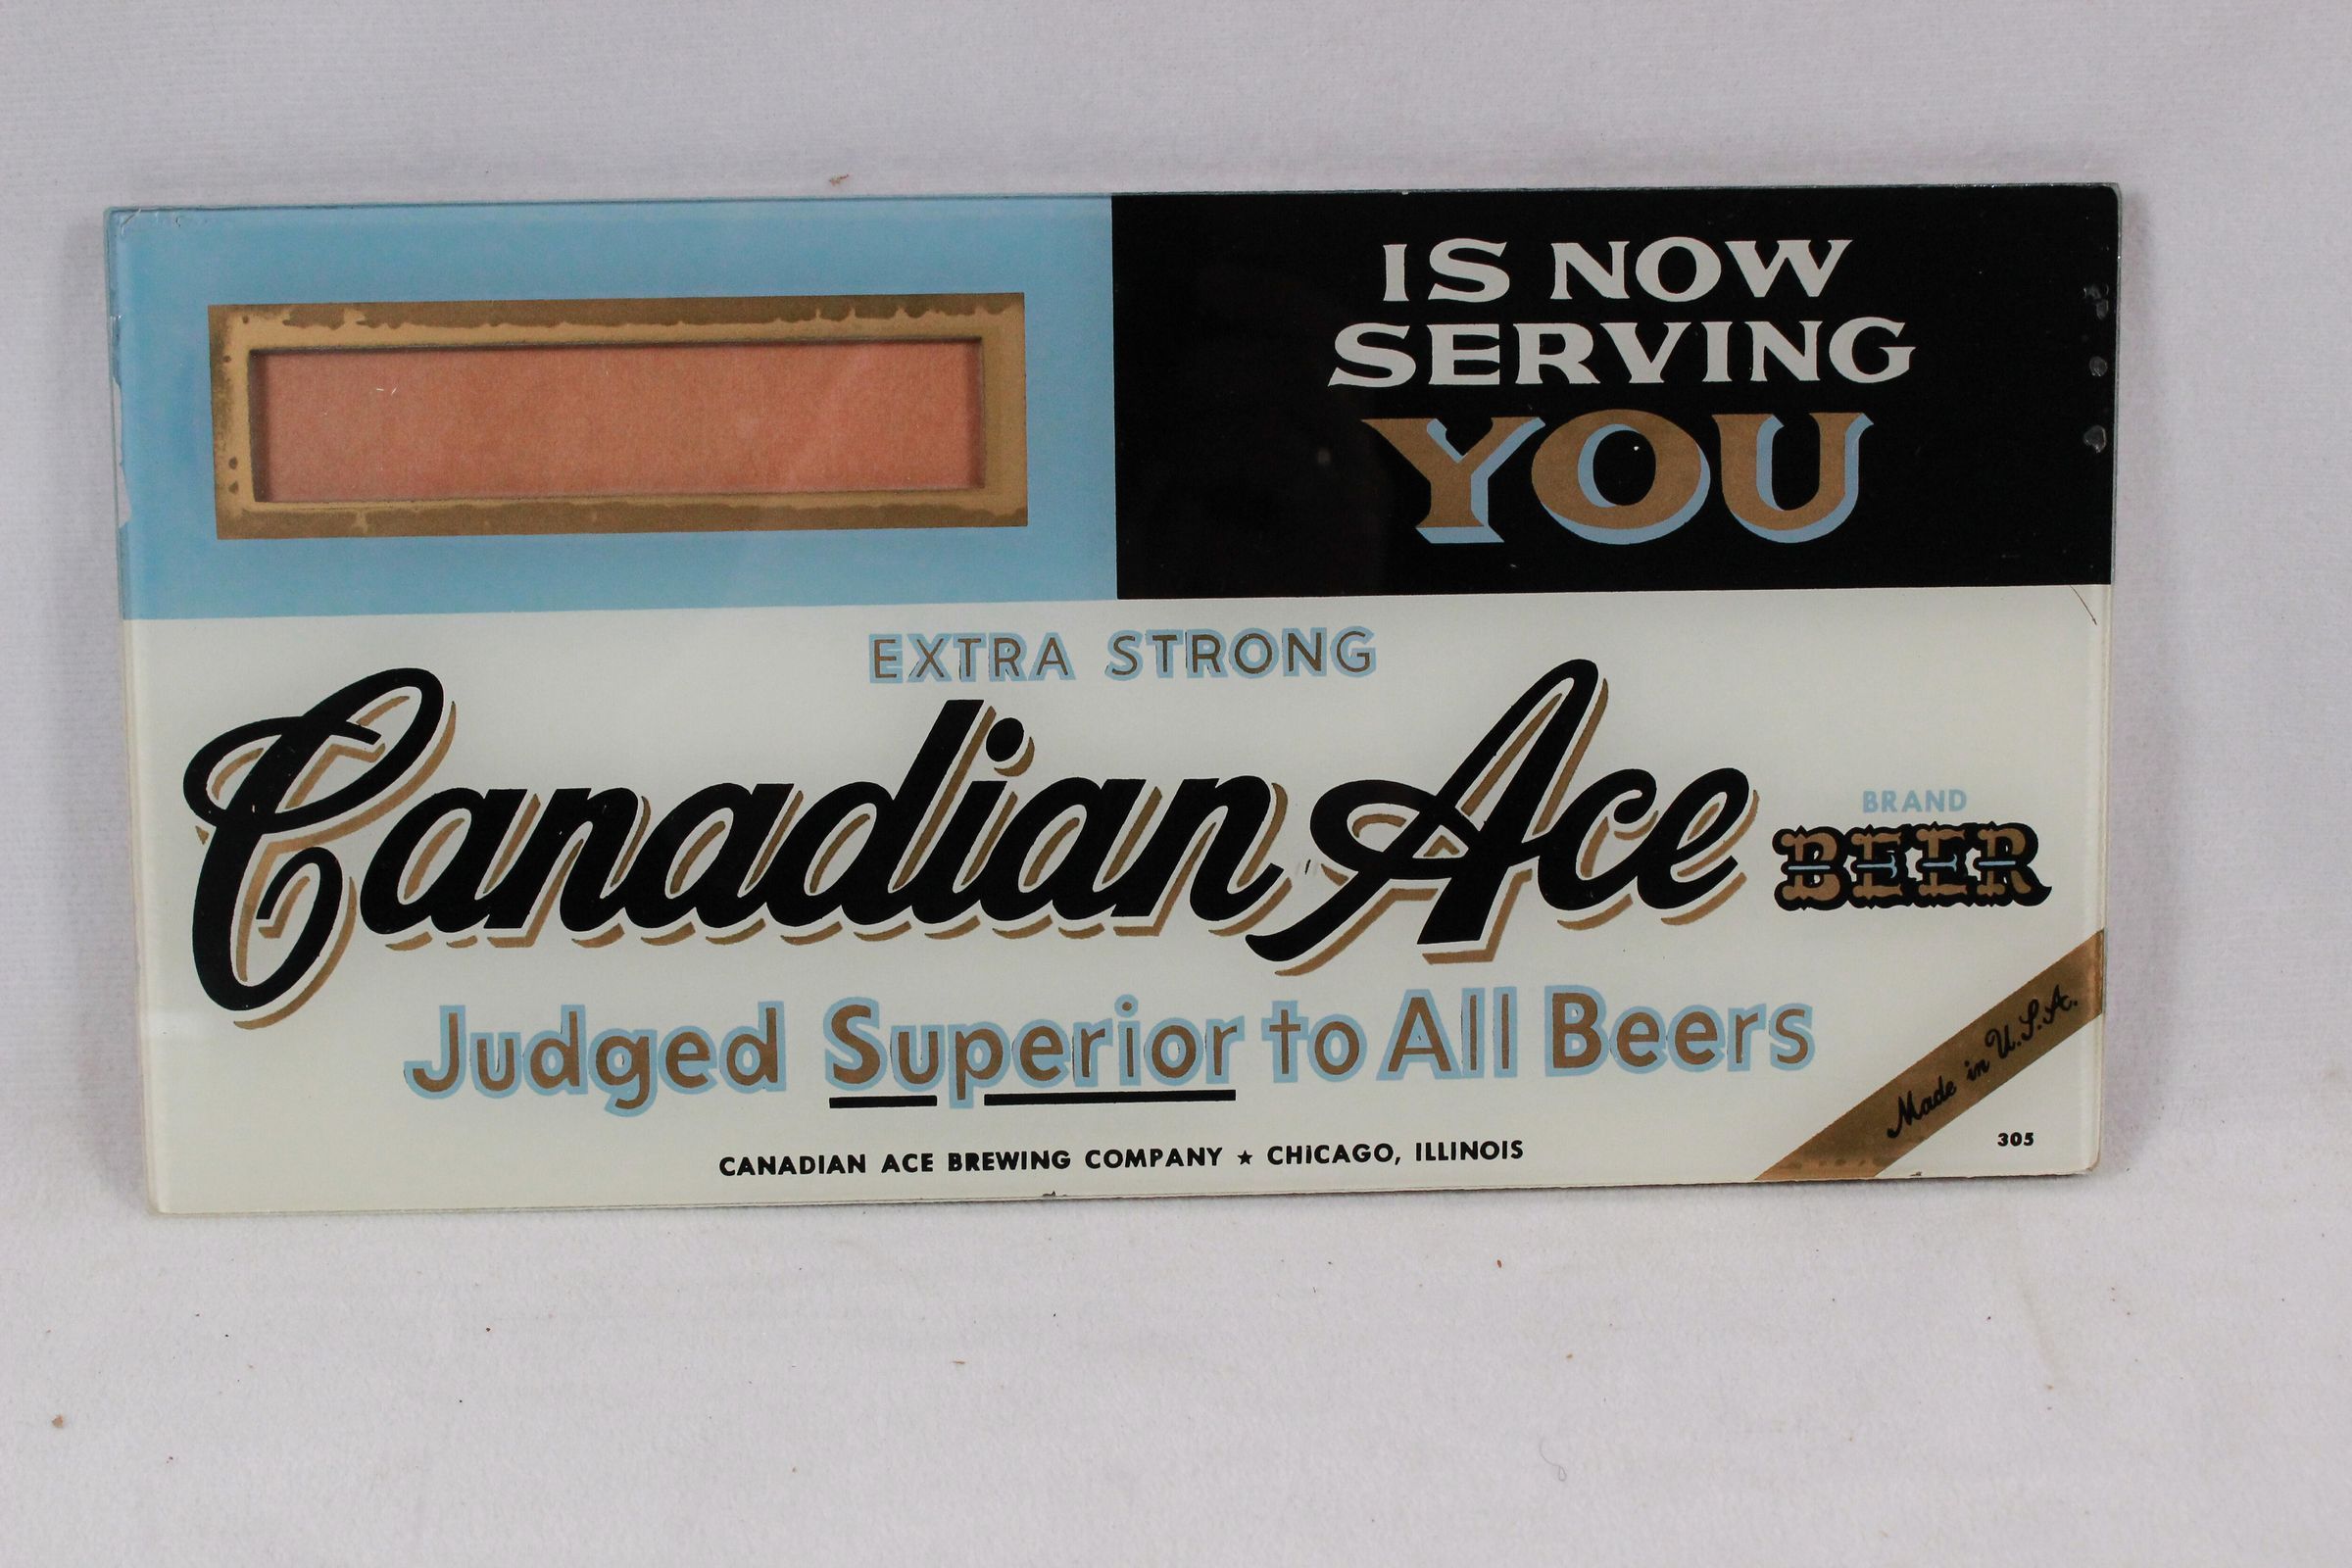 IS NOW
SERVING
YOU
EXTRA STRONG
Canadian Ace
BRAND
BEER
Judged Superior to All Beers
Made in U.S.A.
CANADIAN ACE BREWING COMPANY ★ CHICAGO, ILLINOIS
305